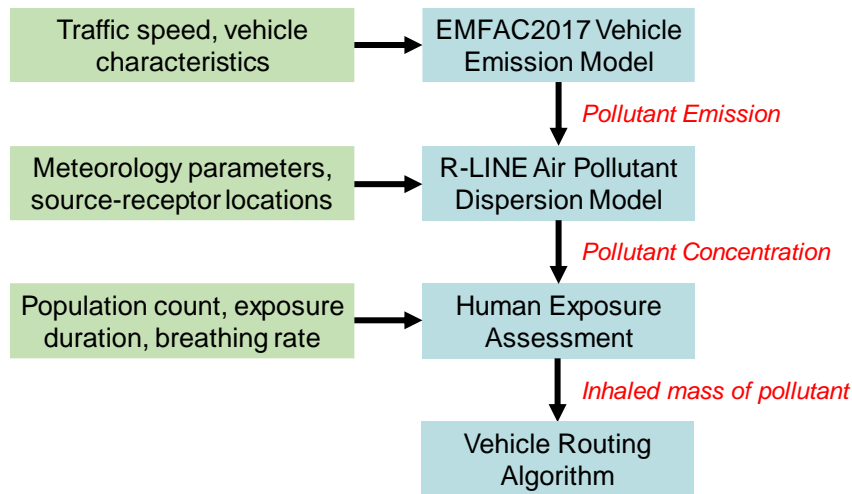 Traffic speed, vehicle
characteristics
EMFAC2017 Vehicle
Emission Model
Pollutant Emission
Meteorology parameters,
source-receptor locations
R-LINE Air Pollutant
Dispersion Model
Pollutant Concentration
Population count, exposure
duration, breathing rate
Human Exposure
Assessment
Inhaled mass of pollutant
Vehicle Routing
Algorithm